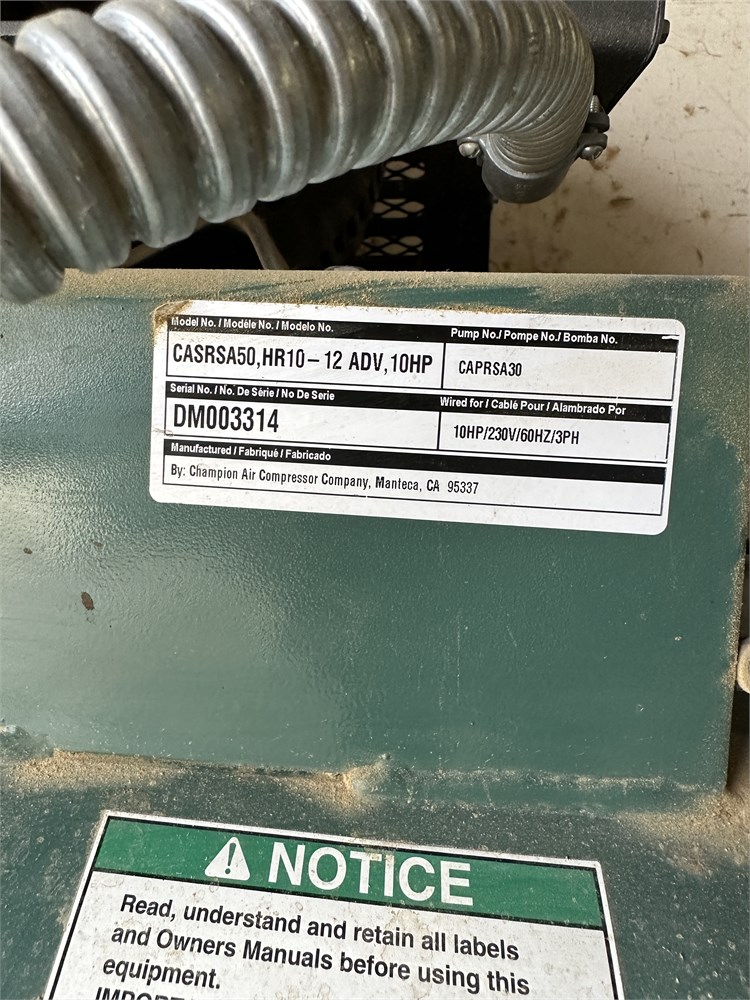 Model No. / Modéle No. / Modelo No.
CASRSA50,HR10-12 ADV,10HP
Pump No./ Pompe No./ Bomba No.
CAPRSA30
Serial No. / No. De Série / No De Serie
DM003314
Wired for / Cablé Pour / Alambrado Por
10HP/230V/60HZ/3PH
Manufactured / Fabriqué / Fabricado
By: Champion Air Compressor Company, Manteca, CA 95337
NOTICE
Read, understand and retain all labels
and Owners Manuals before using this
equipment.